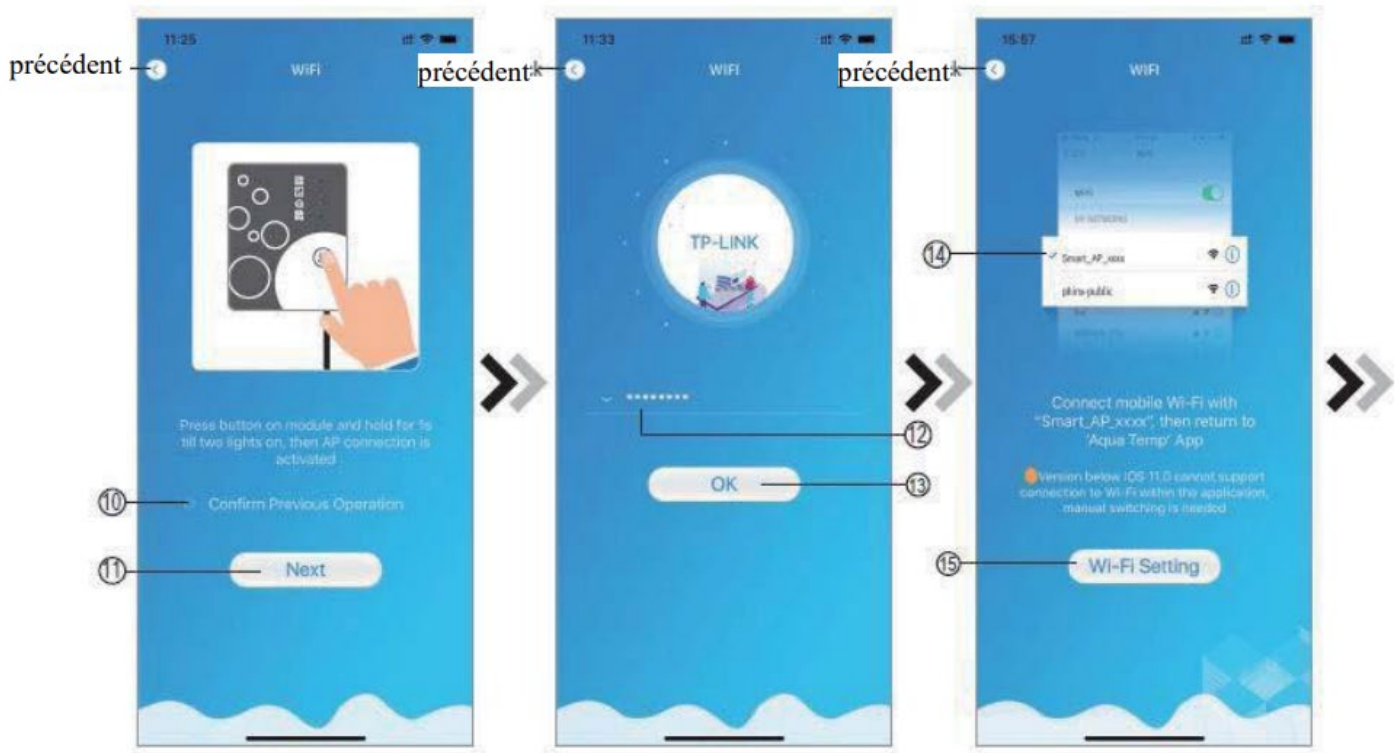 11:25
précédent
WIFI
Press button on module and hold for 1s
till two lights on, then AP connection is
activated
⑩
Confirm Previous Operation
⑪
Next
11:33
précédent
WIFI
TP-LINK
⑫
OK
⑬
15:57
précédent
WIFI
WiFi
⑭
Smart_AP_xxxx
phnx-public
Connect mobile Wi-Fi with
"Smart_AP_xxxx", then return to
'Aqua Temp' App
Version below IOS 11.0 cannot support
connection to Wi-Fi within the application,
manual switching is needed
⑮
Wi-Fi Setting